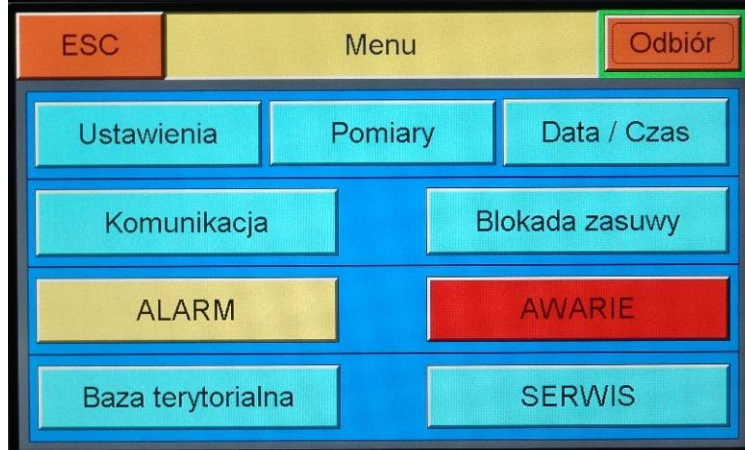 ESC Menu Odbiór
Ustawienia Pomiary Data / Czas
Komunikacja Blokada zasuwy
ALARM AWARIE
Baza terytorialna SERWIS